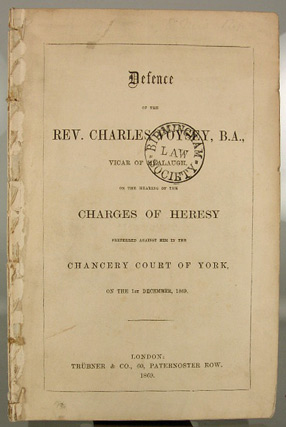 Defence
OF THE
REV. CHARLES VOYSEY, B.A.,
VICAR OF HEALAUGH,
ON THE HEARING OF THE
CHARGES OF HERESY
PREFERRED AGAINST HIM IN THE
CHANCERY COURT OF YORK,
ON THE 1ST DECEMBER, 1869.
BIRMINGHAM
LAW
SOCIETY
LONDON:
TRÜBNER & CO., 60, PATERNOSTER ROW.
1869.